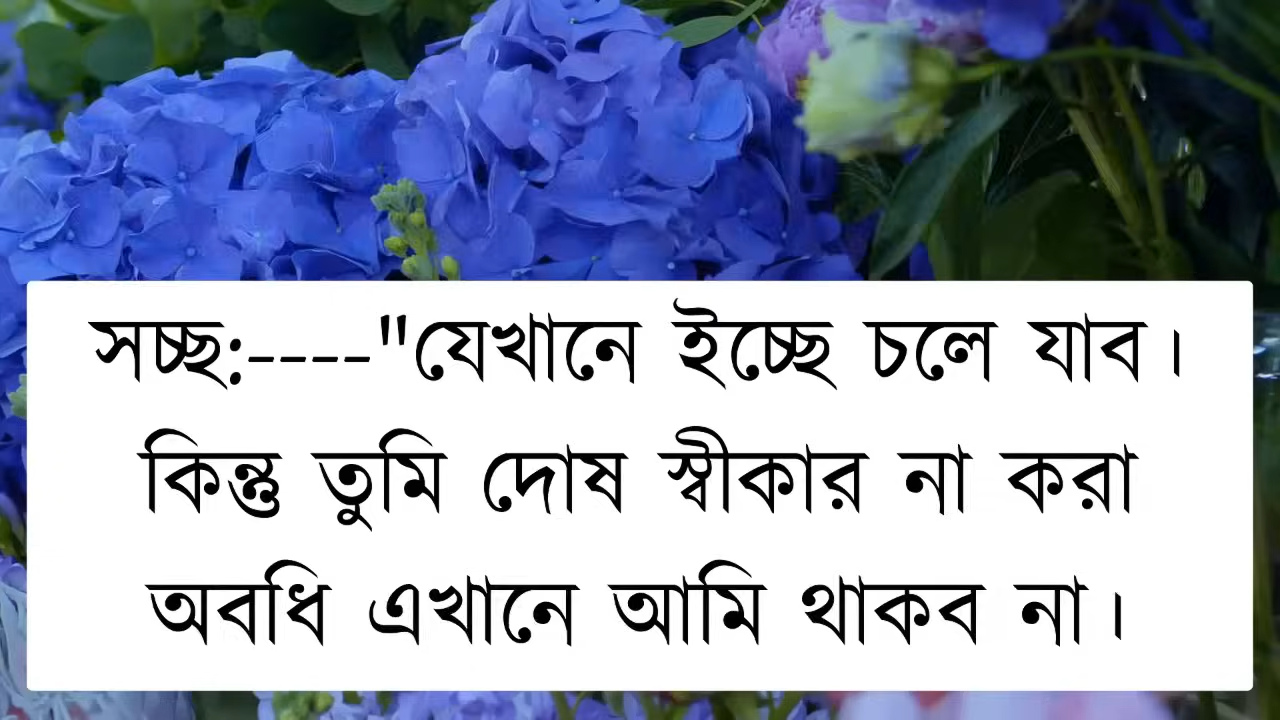 সচ্ছ:----"যেখানে ইচ্ছে চলে যাব।
কিন্তু তুমি দোষ স্বীকার না করা
অবধি এখানে আমি থাকব না।